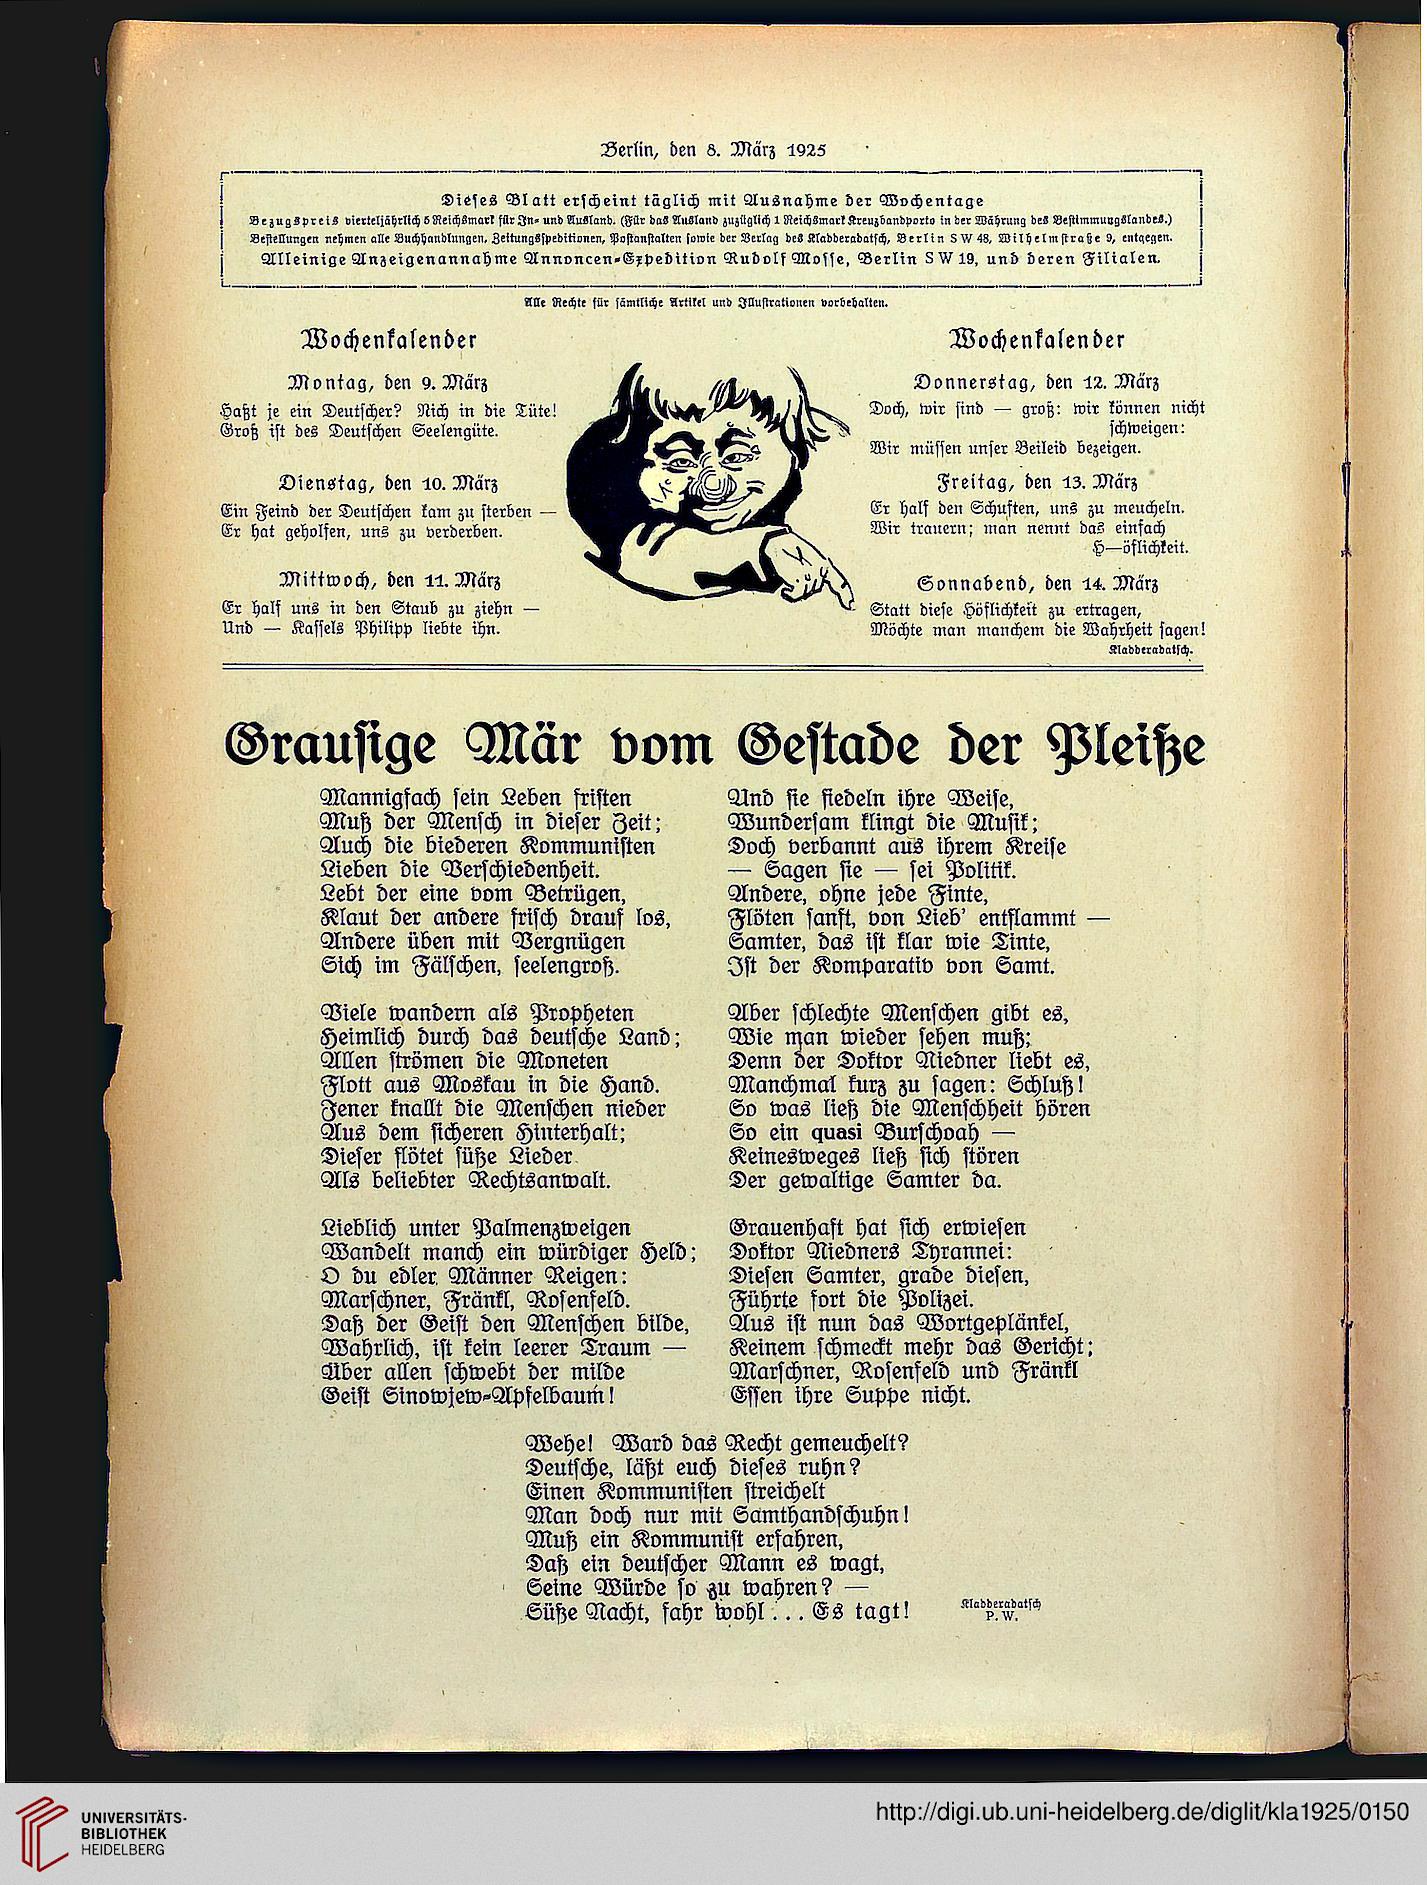 Berlin, den 8. März 1925
Dieses Blatt erscheint täglich mit Ausnahme der Wochentage
Bezugspreis vierteljährlich 5 Reichsmark für In- und Ausland. (Für das Ausland zuzüglich 1 Reichsmark Kreuzbandporto in der Währung des Bestimmungslandes.)
Bestellungen nehmen alle Buchhandlungen, Zeitungsspeditionen, Postanstalten sowie der Verlag des Kladderadatsch, Berlin SW 48, Wilhelmstraße 9, entgegen.
Alleinige Anzeigenannahme Annoncen-Expedition Rudolf Mosse, Berlin SW 19, und deren Filialen.
Alle Rechte für sämtliche Artikel und Illustrationen vorbehalten.
Wochenkalender
Montag, den 9. März
Haßt je ein Deutscher? Nich in die Tüte!
Groß ist des Deutschen Seelengüte.
Dienstag, den 10. März
Ein Feind der Deutschen kam zu sterben —
Er hat geholfen, uns zu verderben.
Mittwoch, den 11. März
Er half uns in den Staub zu ziehn —
Und — Kassels Philipp liebte ihn.
Wochenkalender
Donnerstag, den 12. März
Doch, wir sind — groß: wir können nicht
schweigen:
Wir müssen unser Beileid bezeigen.
Freitag, den 13. März
Er half den Schuften, uns zu meucheln.
Wir trauern; man nennt das einfach
H—öflichkeit.
Sonnabend, den 14. März
Statt diese Höflichkeit zu ertragen,
Möchte man manchem die Wahrheit sagen!
Kladderadatsch.
Grausige Mär vom Gestade der Pleiße
Mannigfach sein Leben fristen
Muß der Mensch in dieser Zeit;
Auch die biederen Kommunisten
Lieben die Verschiedenheit.
Lebt der eine vom Betrügen,
Klaut der andere frisch drauf los,
Andere üben mit Vergnügen
Sich im Fälschen, seelengroß.
Viele wandern als Propheten
Heimlich durch das deutsche Land;
Allen strömen die Moneten
Flott aus Moskau in die Hand.
Jener knallt die Menschen nieder
Aus dem sicheren Hinterhalt;
Dieser flötet süße Lieder
Als beliebter Rechtsanwalt.
Lieblich unter Palmenzweigen
Wandelt manch ein würdiger Held;
O du edler Männer Reigen:
Marschner, Fränkl, Rosenfeld.
Daß der Geist den Menschen bilde,
Wahrlich, ist kein leerer Traum —
Über allen schwebt der milde
Geist Sinowjew-Apfelbaum!
Und sie siedeln ihre Weise,
Wundersam klingt die Musik;
Doch verbannt aus ihrem Kreise
— Sagen sie — sei Politik.
Andere, ohne jede Finte,
Flöten sanft, von Lieb' entflammt —
Samter, das ist klar wie Tinte,
Ist der Komparativ von Samt.
Aber schlechte Menschen gibt es,
Wie man wieder sehen muß;
Denn der Doktor Niedner liebt es,
Manchmal kurz zu sagen: Schluß!
So was ließ die Menschheit hören
So ein quasi Burschoah —
Keinesweges ließ sich stören
Der gewaltige Samter da.
Grauenhaft hat sich erwiesen
Doktor Niedners Tyrannei:
Diesen Samter, grade diesen,
Führte fort die Polizei.
Aus ist nun das Wortgeplänkel,
Keinem schmeckt mehr das Gericht;
Marschner, Rosenfeld und Fränkl
Essen ihre Suppe nicht.
Wehe! Ward das Recht gemeuchelt?
Deutsche, läßt euch dieses ruhn?
Einen Kommunisten streichelt
Man doch nur mit Samthandschuhn!
Muß ein Kommunist erfahren,
Daß ein deutscher Mann es wagt,
Seine Würde so zu wahren? —
Süße Nacht, fahr wohl ... Es tagt!
Kladderadatsch
P. W.
UNIVERSITÄTS-
BIBLIOTHEK
HEIDELBERG
http://digi.ub.uni-heidelberg.de/diglit/kla1925/0150